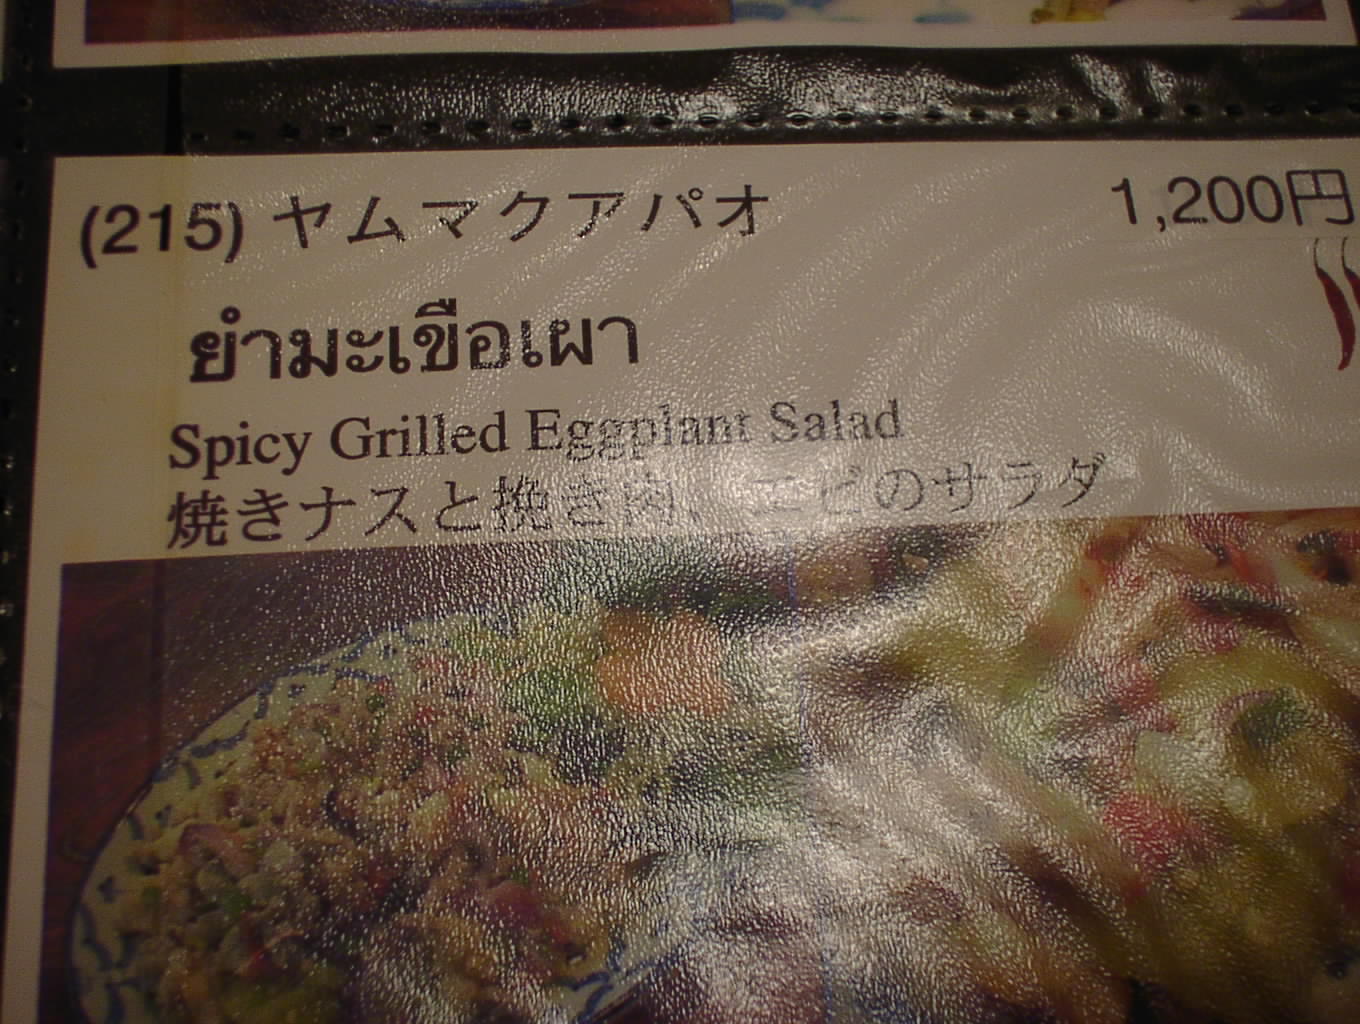 (215) ヤムマクアパオ 1,200円
ยำมะเขือเผา
Spicy Grilled Eggplant Salad
焼きナスと挽き肉、エビのサラダ